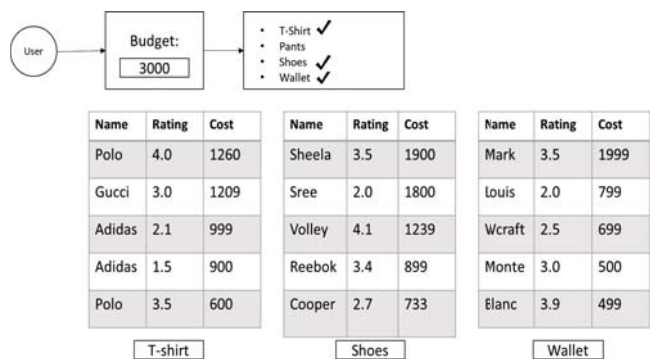 User
Budget:
3000
• T-Shirt ✓
• Pants
• Shoes ✓
• Wallet ✓
Name Rating Cost
Polo 4.0 1260
Gucci 3.0 1209
Adidas 2.1 999
Adidas 1.5 900
Polo 3.5 600
T-shirt
Name Rating Cost
Sheela 3.5 1900
Sree 2.0 1800
Volley 4.1 1239
Reebok 3.4 899
Cooper 2.7 733
Shoes
Name Rating Cost
Mark 3.5 1999
Louis 2.0 799
Wcraft 2.5 699
Monte 3.0 500
Blanc 3.9 499
Wallet